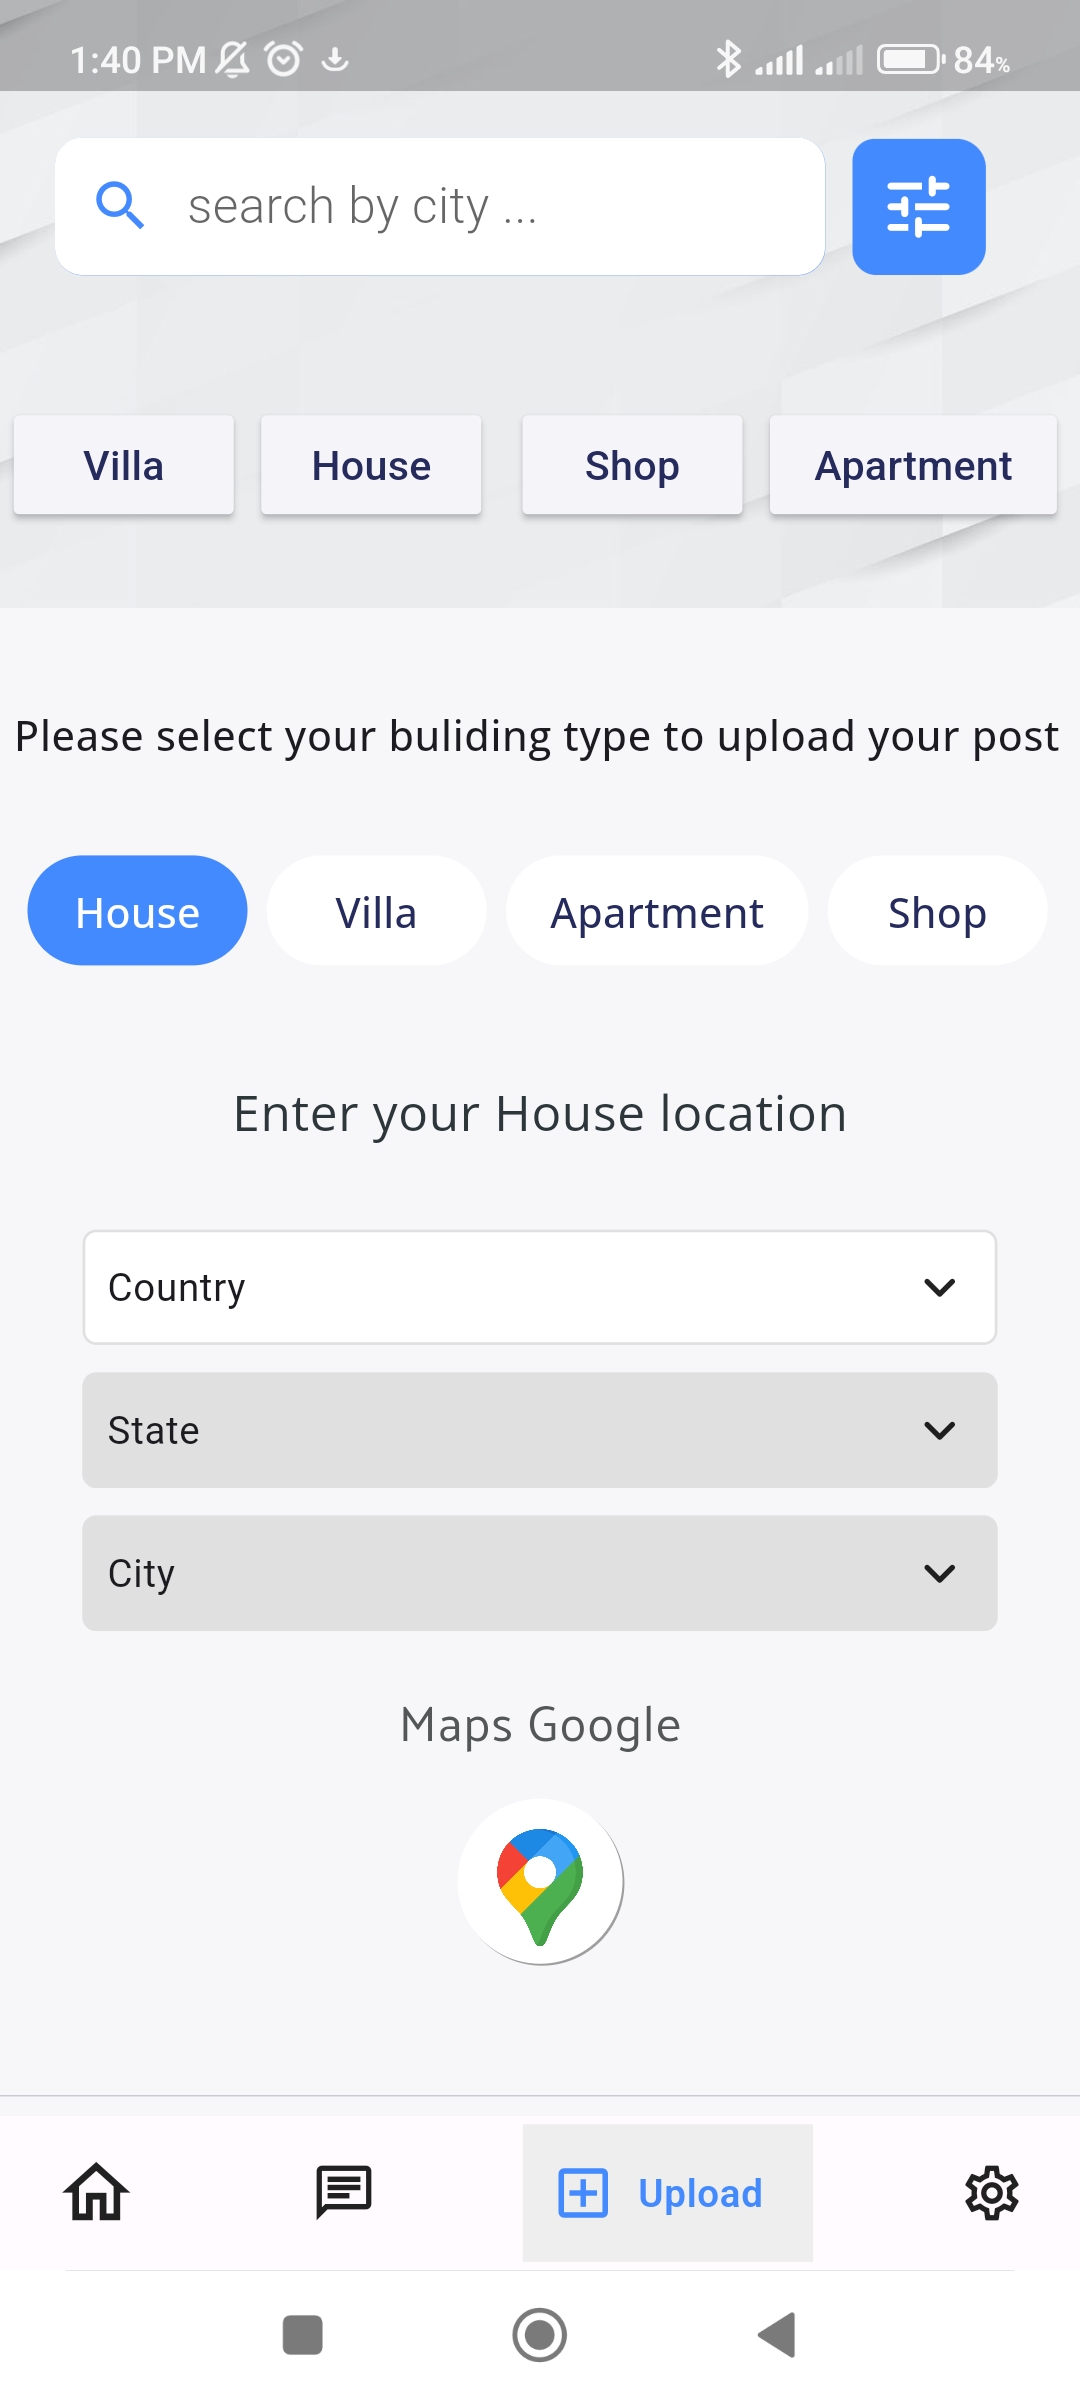 1:40 PM 84%
search by city ...
Villa House Shop Apartment
Please select your buliding type to upload your post
House Villa Apartment Shop
Enter your House location
Country
State
City
Maps Google
Upload